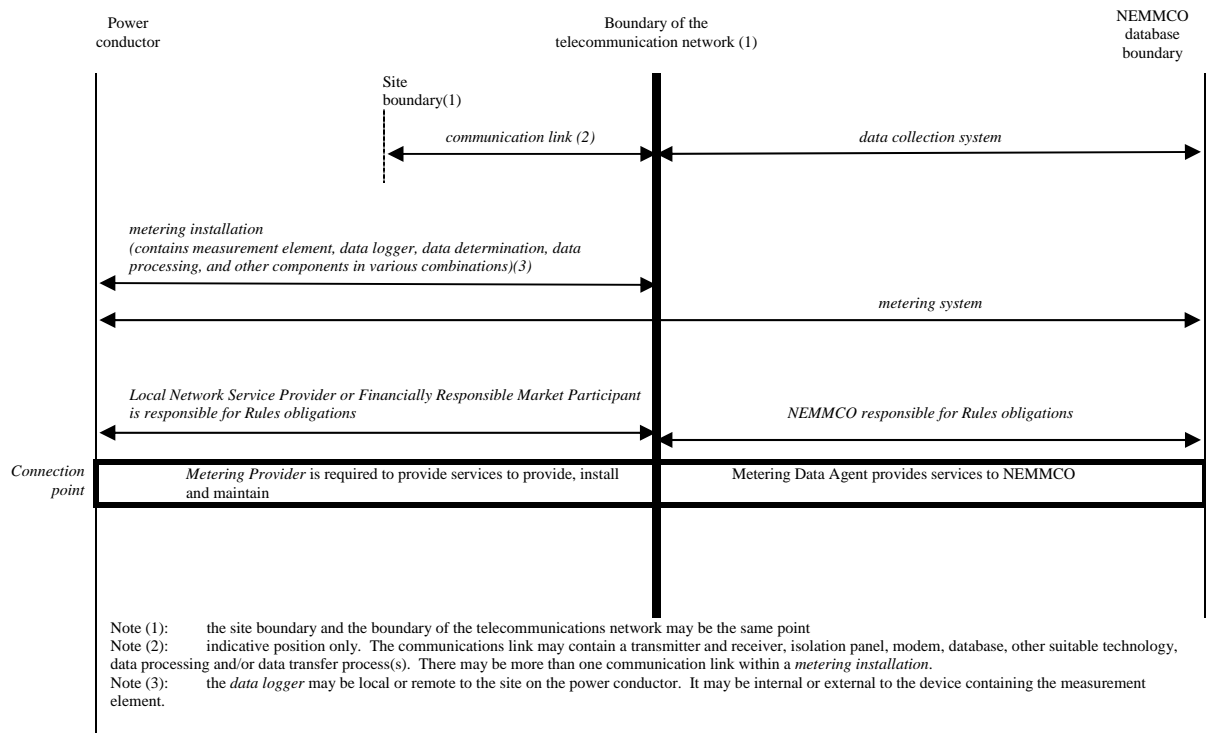 Power
conductor
Boundary of the
telecommunication network (1)
NEMMCO
database
boundary
Site
boundary(1)
communication link (2)
data collection system
metering installation
(contains measurement element, data logger, data determination, data
processing, and other components in various combinations)(3)
metering system
Local Network Service Provider or Financially Responsible Market Participant
is responsible for Rules obligations
NEMMCO responsible for Rules obligations
Connection
point
Metering Provider is required to provide services to provide, install
and maintain
Metering Data Agent provides services to NEMMCO
Note (1): the site boundary and the boundary of the telecommunications network may be the same point
Note (2): indicative position only. The communications link may contain a transmitter and receiver, isolation panel, modem, database, other suitable technology,
data processing and/or data transfer process(s). There may be more than one communication link within a metering installation.
Note (3): the data logger may be local or remote to the site on the power conductor. It may be internal or external to the device containing the measurement
element.